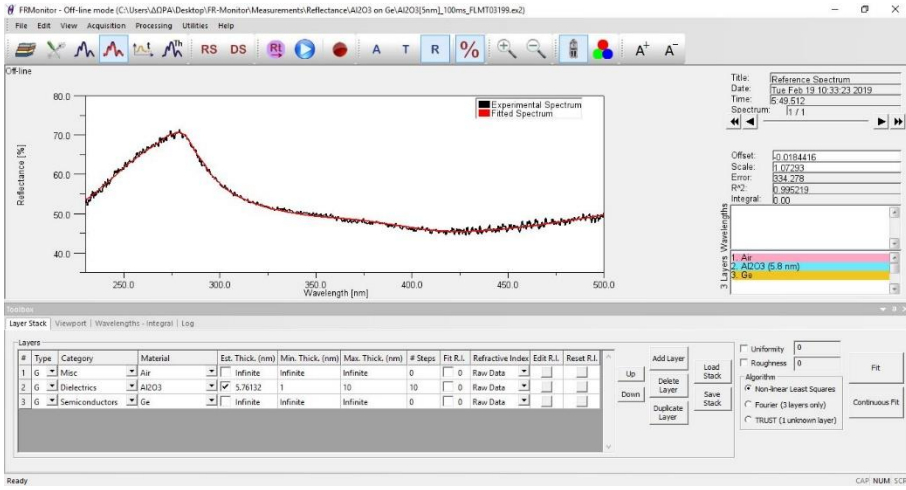 FRMonitor - Off-line mode (C:\Users\ΔΩΡΑ\Desktop\FR-Monitor\Measurements\Reflectance\Al2O3 on Ge\Al2O3[5nm]_100ms_FLMT03199.ex2)
File Edit View Acquisition Processing Utilities Help
Th
RS DS Rt A T R % A+ A-
Off-line
Title: Reference Spectrum
Date: Tue Feb 19 10:33:23 2019
Time: 5:49.512
Spectrum: 1 / 1
Offset: -0.0184416
Scale: 1.07293
Error: 334.278
R^2: 0.995219
Integral: 0.00
Wavelengths
3 Layers
1. Air
2. Al2O3 (5.8 nm)
3. Ge
Experimental Spectrum
Fitted Spectrum
Reflectance [%]
80.0
70.0
60.0
50.0
40.0
250.0 300.0 350.0 400.0 450.0 500.0
Wavelength [nm]
Toolbox
Layer Stack Viewport Wavelengths - Integral Log
Layers
# Type Category Material Est. Thick. (nm) Min. Thick. (nm) Max. Thick. (nm) # Steps Fit R.I. Refractive Index Edit R.I. Reset R.I.
1 G Misc Air Infinite Infinite Infinite 0 0 Raw Data
2 G Dielectrics Al2O3 5.76132 1 10 10 0 Raw Data
3 G Semiconductors Ge Infinite Infinite Infinite 0 0 Raw Data
Up
Down
Add Layer
Delete Layer
Duplicate Layer
Load Stack
Save Stack
Uniformity 0
Roughness 0
Algorithm
Non-linear Least Squares
Fourier (3 layers only)
TRUST (1 unknown layer)
Fit
Continuous Fit
Ready
CAP NUM SCR